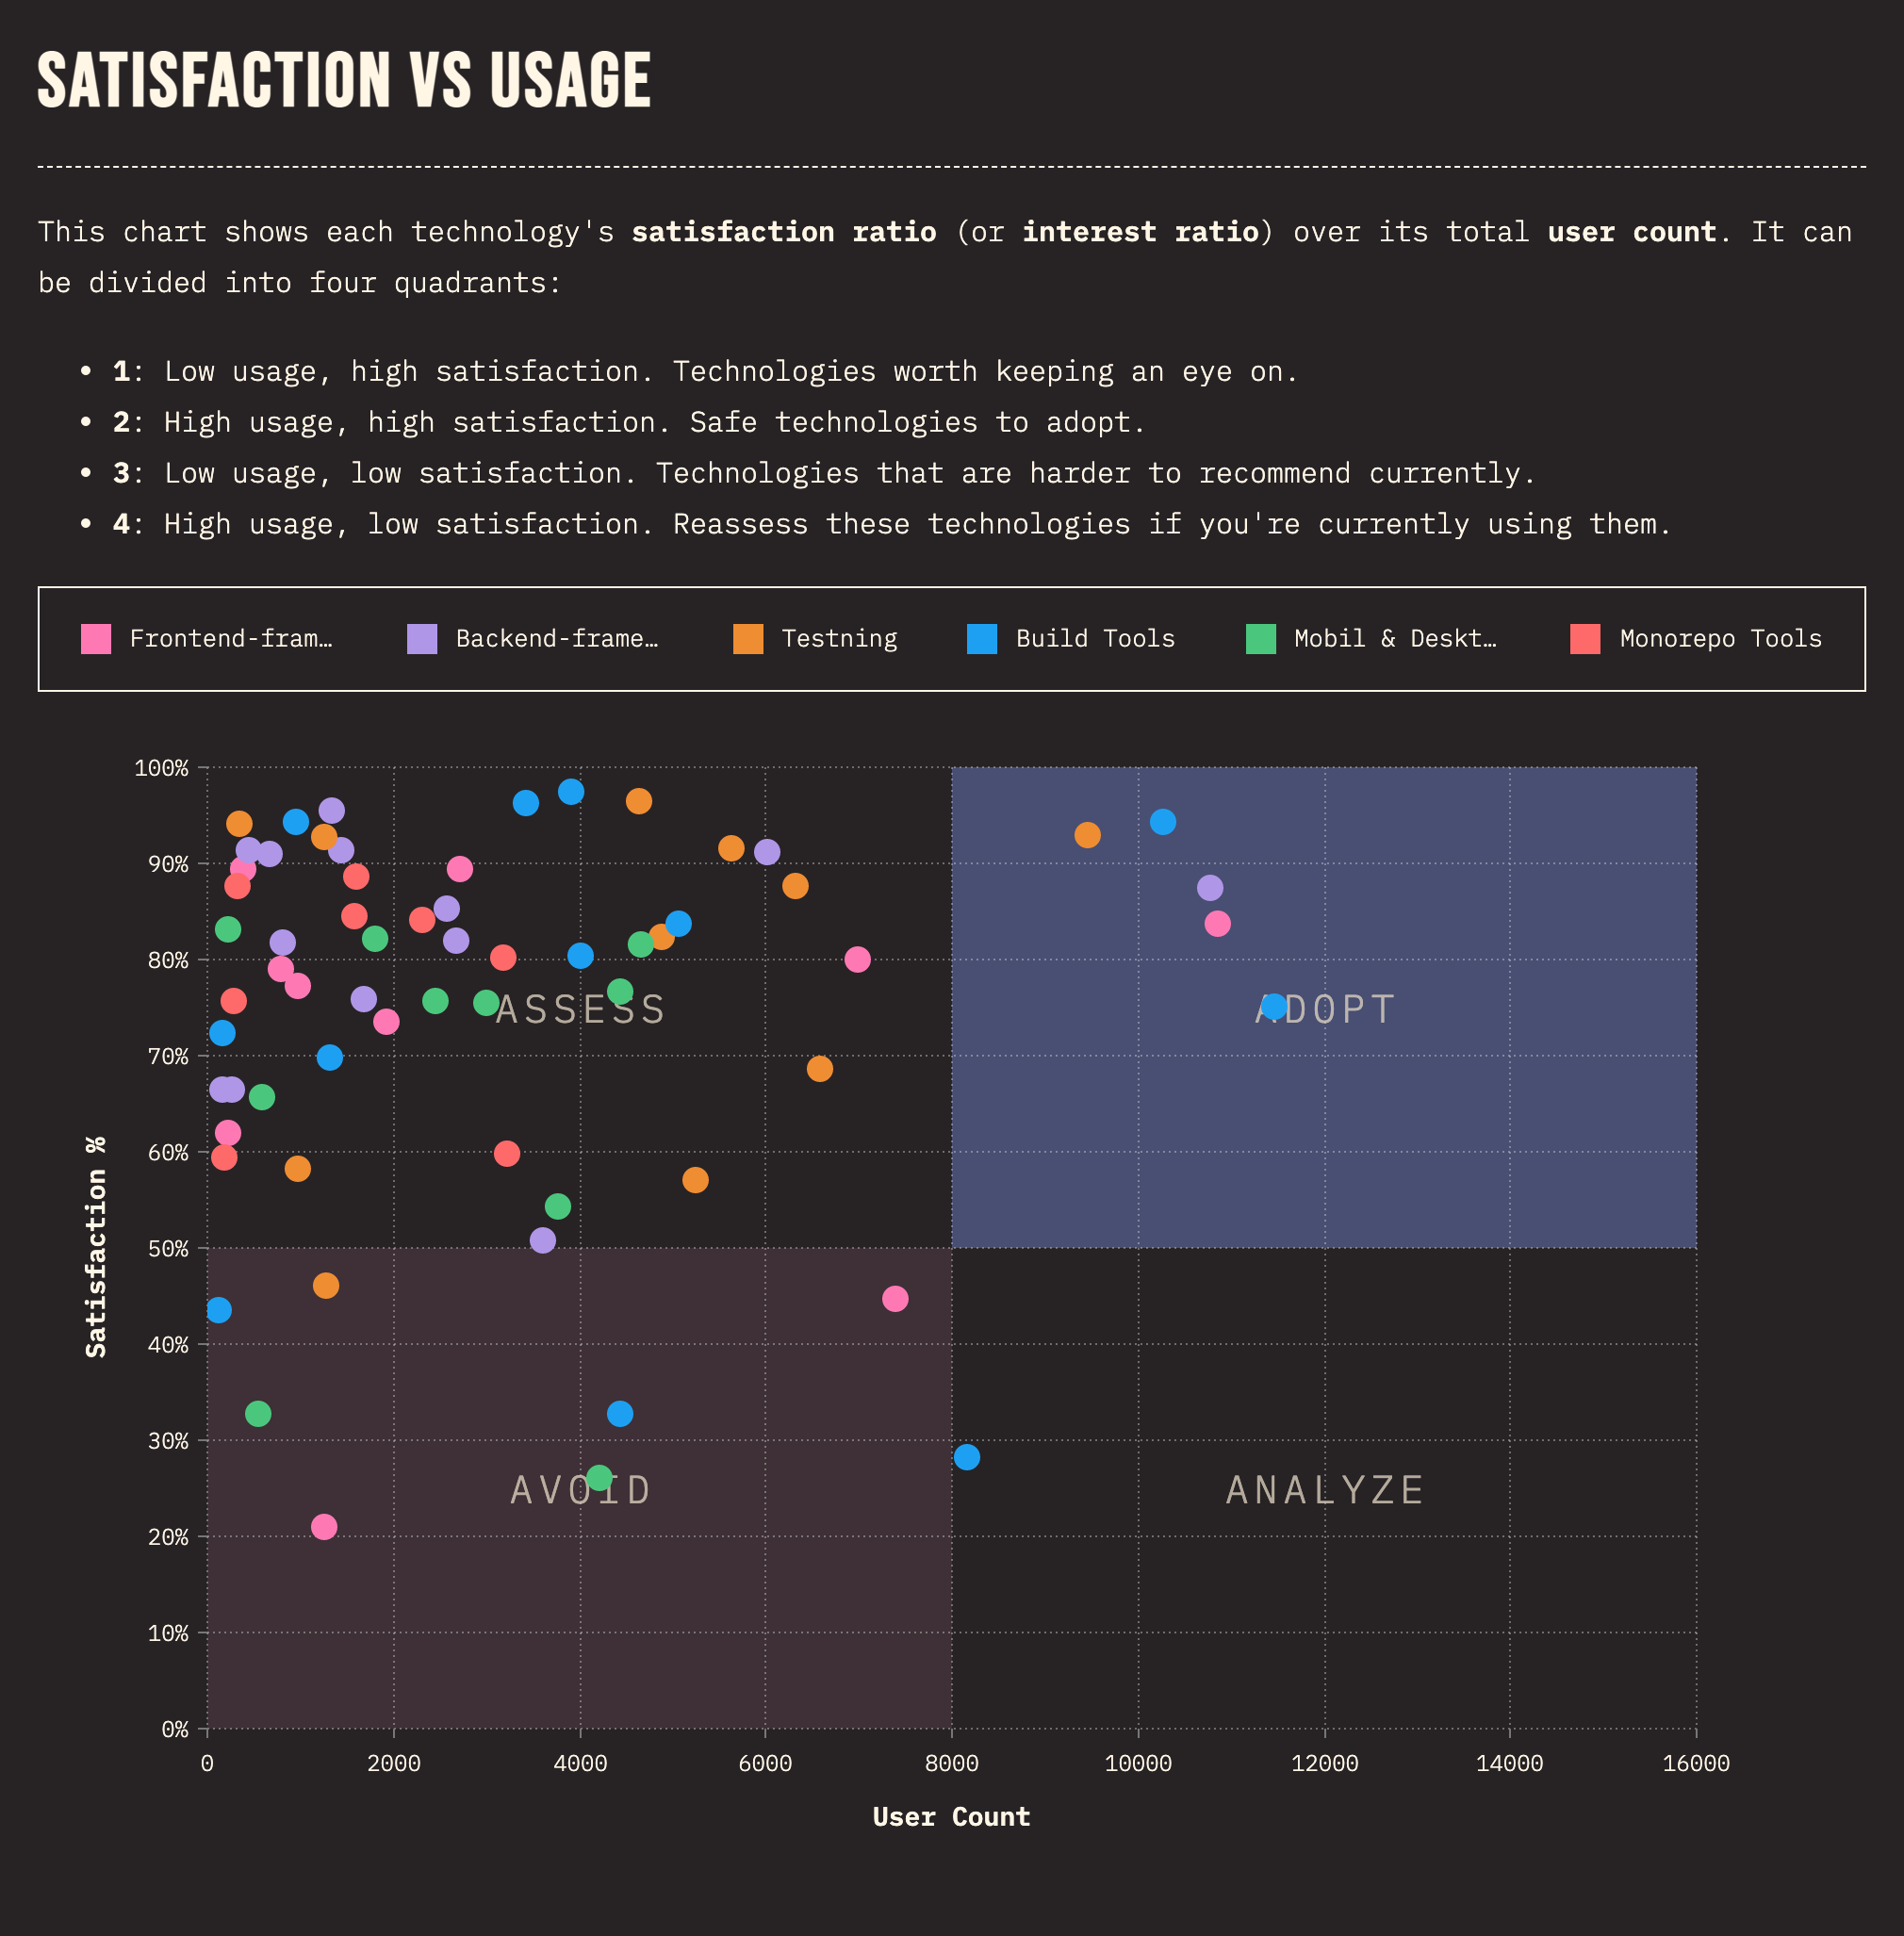 SATISFACTION VS USAGE
This chart shows each technology's satisfaction ratio (or interest ratio) over its total user count. It can
be divided into four quadrants:
• 1: Low usage, high satisfaction. Technologies worth keeping an eye on.
• 2: High usage, high satisfaction. Safe technologies to adopt.
• 3: Low usage, low satisfaction. Technologies that are harder to recommend currently.
• 4: High usage, low satisfaction. Reassess these technologies if you're currently using them.
Frontend-fram… Backend-frame… Testning Build Tools Mobil & Deskt… Monorepo Tools
100%
90%
80%
ASSESS ADOPT
70%
60%
Satisfaction %
50%
40%
30%
AVOID ANALYZE
20%
10%
0%
0 2000 4000 6000 8000 10000 12000 14000 16000
User Count